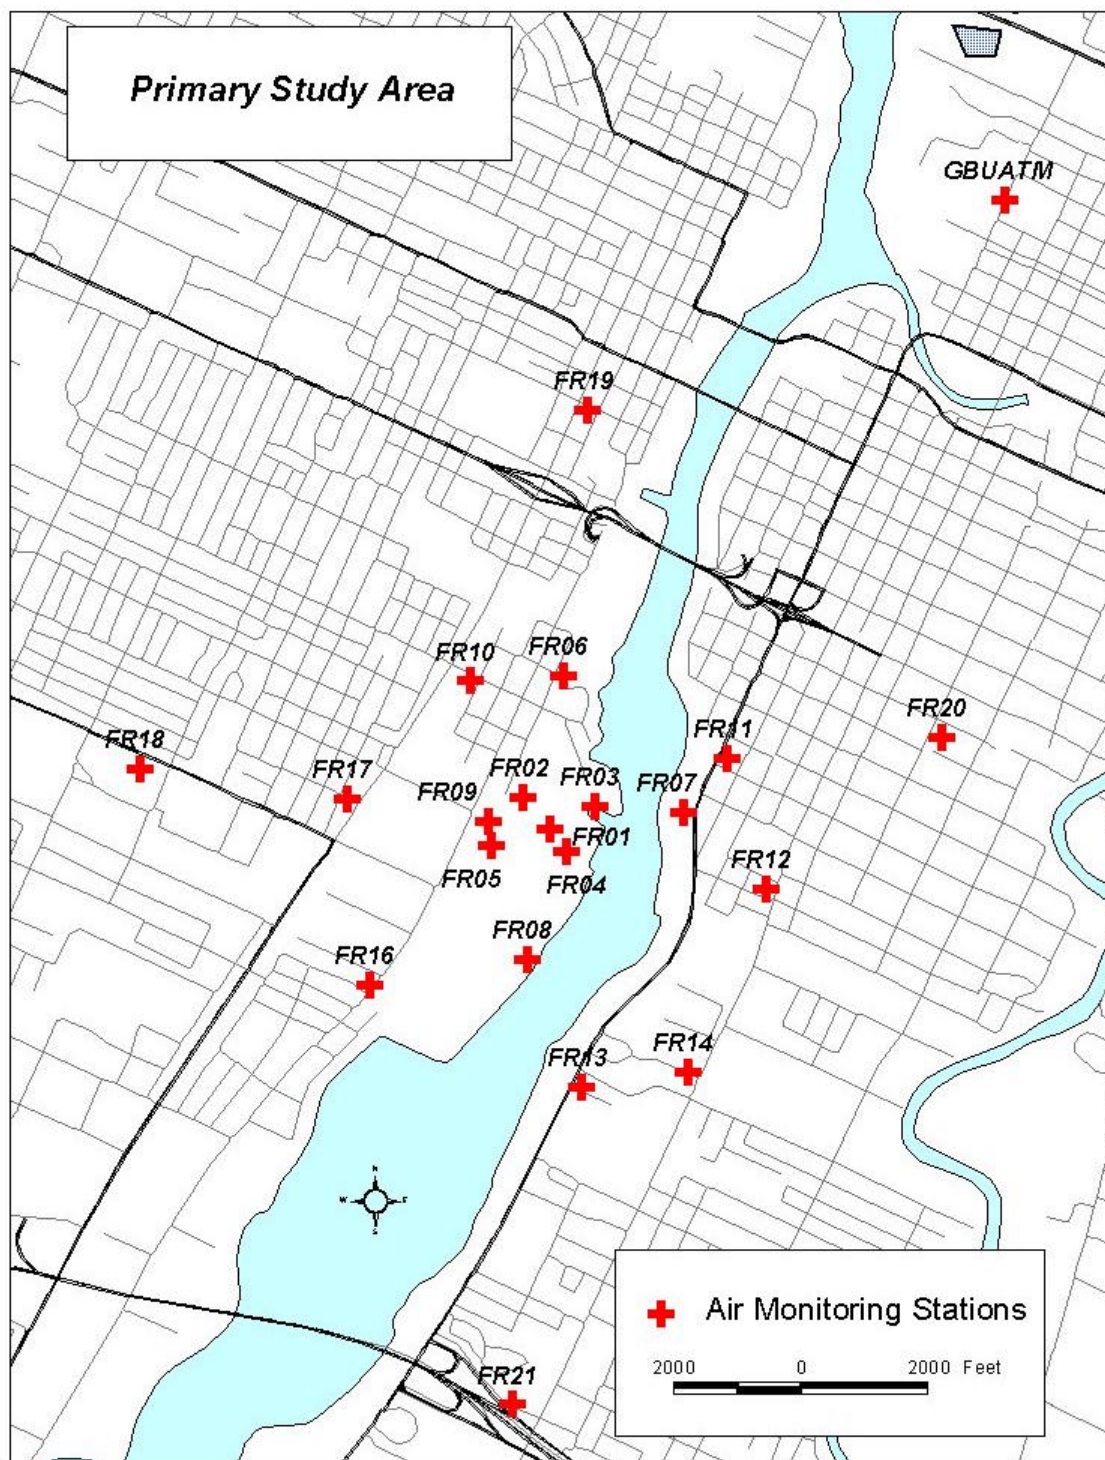 Primary Study Area
GBUATM
FR19
FR10
FR06
FR18
FR17
FR09
FR02
FR03
FR07
FR11
FR20
FR05
FR01
FR04
FR12
FR08
FR16
FR13
FR14
N
W E
S
Air Monitoring Stations
2000 0 2000 Feet
FR21